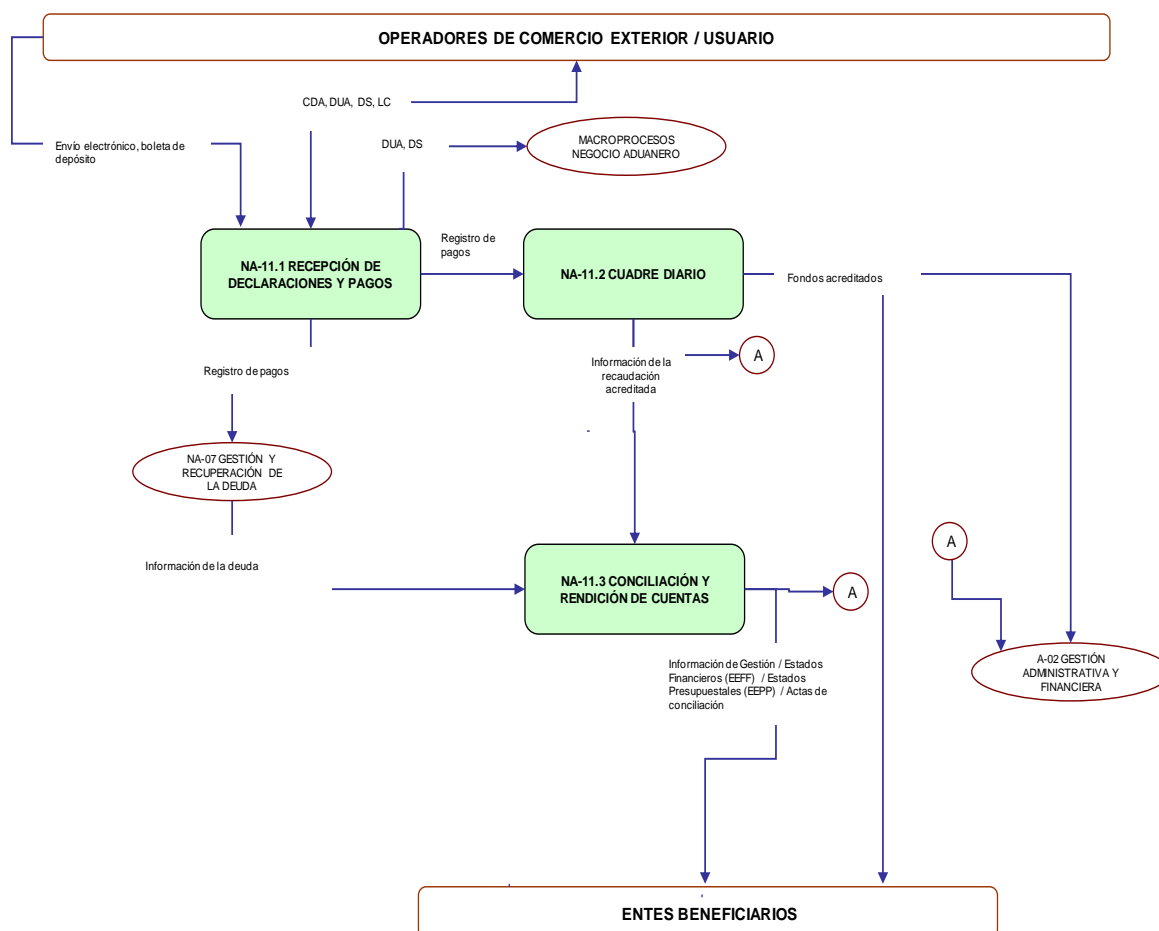 OPERADORES DE COMERCIO EXTERIOR / USUARIO
CDA, DUA, DS, LC
Envío electrónico, boleta de
depósito
DUA, DS
MACROPROCESOS
NEGOCIO ADUANERO
NA-11.1 RECEPCIÓN DE
DECLARACIONES Y PAGOS
Registro de
pagos
NA-11.2 CUADRE DIARIO
Fondos acreditados
Registro de pagos
Información de la
recaudación
acreditada
A
NA-07 GESTIÓN Y
RECUPERACIÓN DE
LA DEUDA
Información de la deuda
NA-11.3 CONCILIACIÓN Y
RENDICIÓN DE CUENTAS
A
A
Información de Gestión / Estados
Financieros (EEFF) / Estados
Presupuestales (EEPP) / Actas de
conciliación
A-02 GESTIÓN
ADMINISTRATIVA Y
FINANCIERA
ENTES BENEFICIARIOS